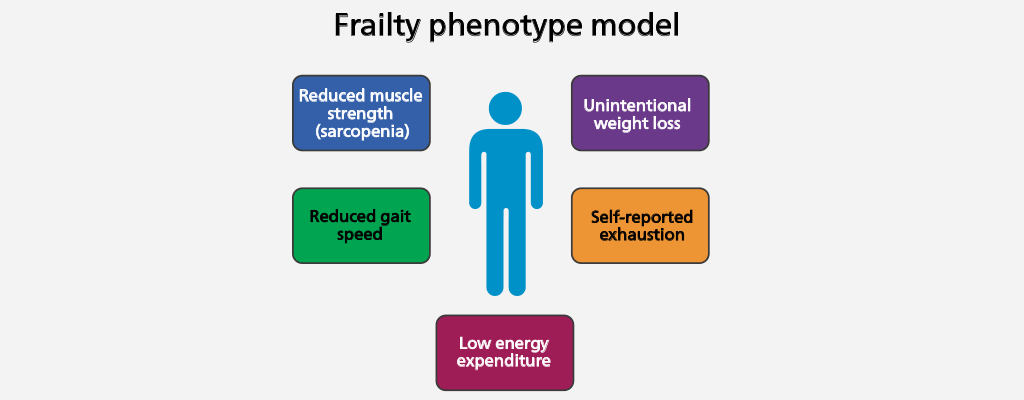 Frailty phenotype model
Reduced muscle
strength
(sarcopenia)
Unintentional
weight loss
Reduced gait
speed
Self-reported
exhaustion
Low energy
expenditure